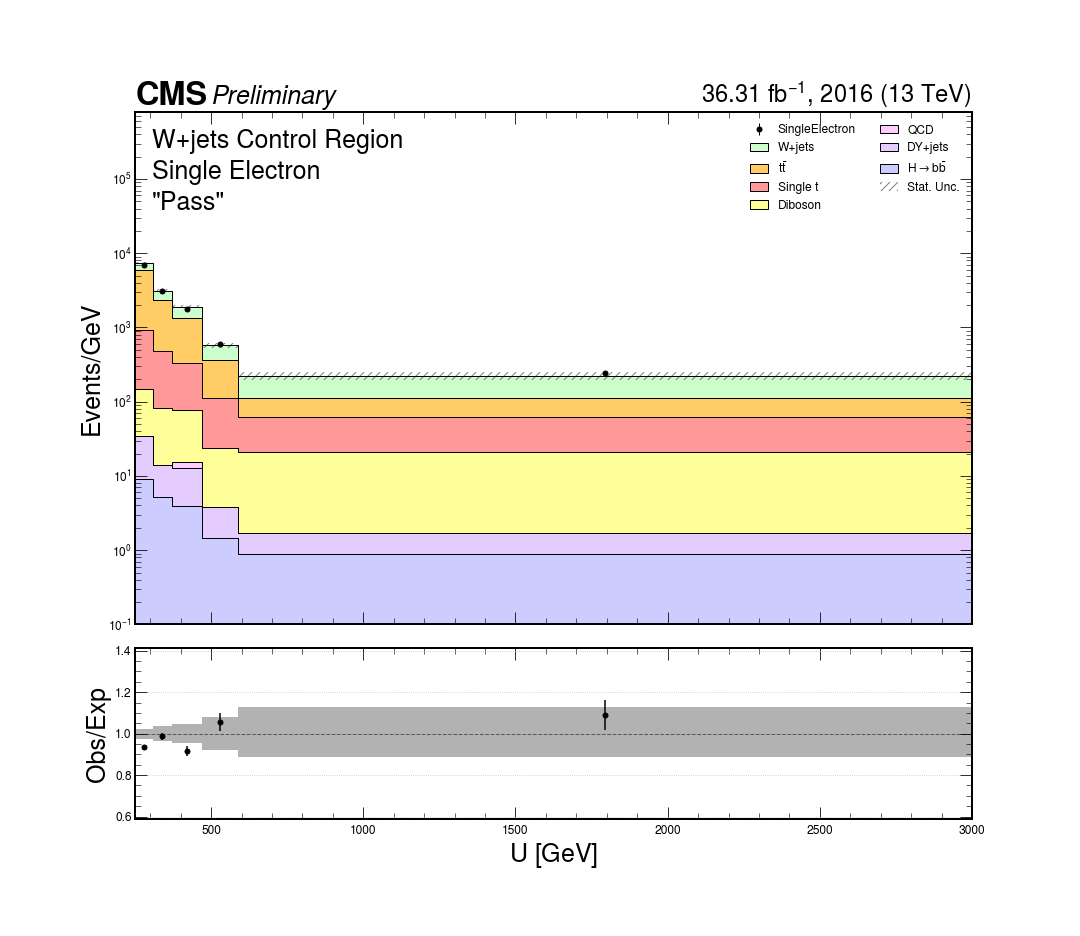 CMS Preliminary
36.31 fb⁻¹, 2016 (13 TeV)
W+jets Control Region
Single Electron
"Pass"
SingleElectron
W+jets
tt̄
Single t
Diboson
QCD
DY+jets
H→bb̄
Stat. Unc.
Events/GeV
10⁵
10⁴
10³
10²
10¹
10⁰
10⁻¹
Obs/Exp
1.4
1.2
1.0
0.8
0.6
500
1000
1500
2000
2500
3000
U [GeV]